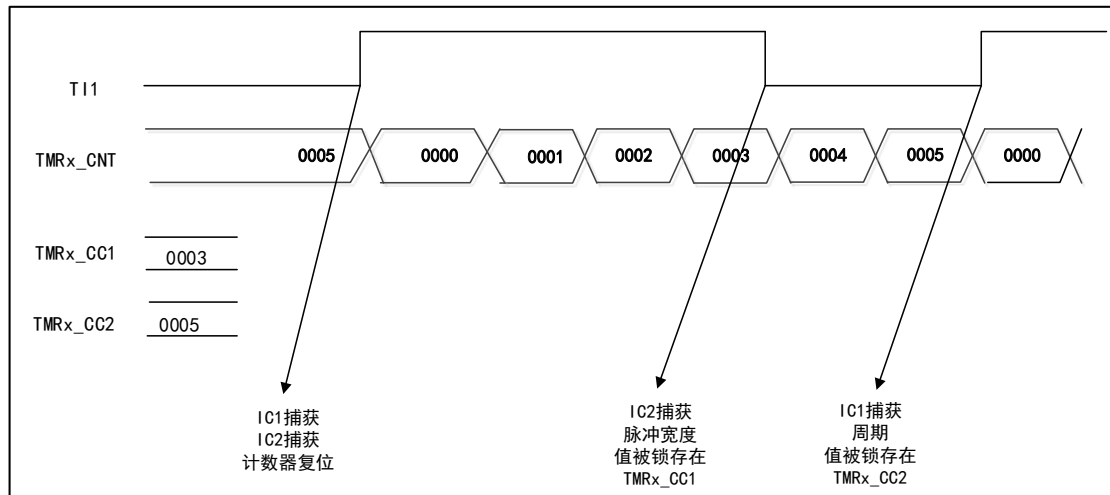 TI1
TMRx_CNT
0005 0000 0001 0002 0003 0004 0005 0000
TMRx_CC1
0003
TMRx_CC2
0005
IC1捕获
IC2捕获
计数器复位
IC2捕获
脉冲宽度
值被锁存在
TMRx_CC1
IC1捕获
周期
值被锁存在
TMRx_CC2